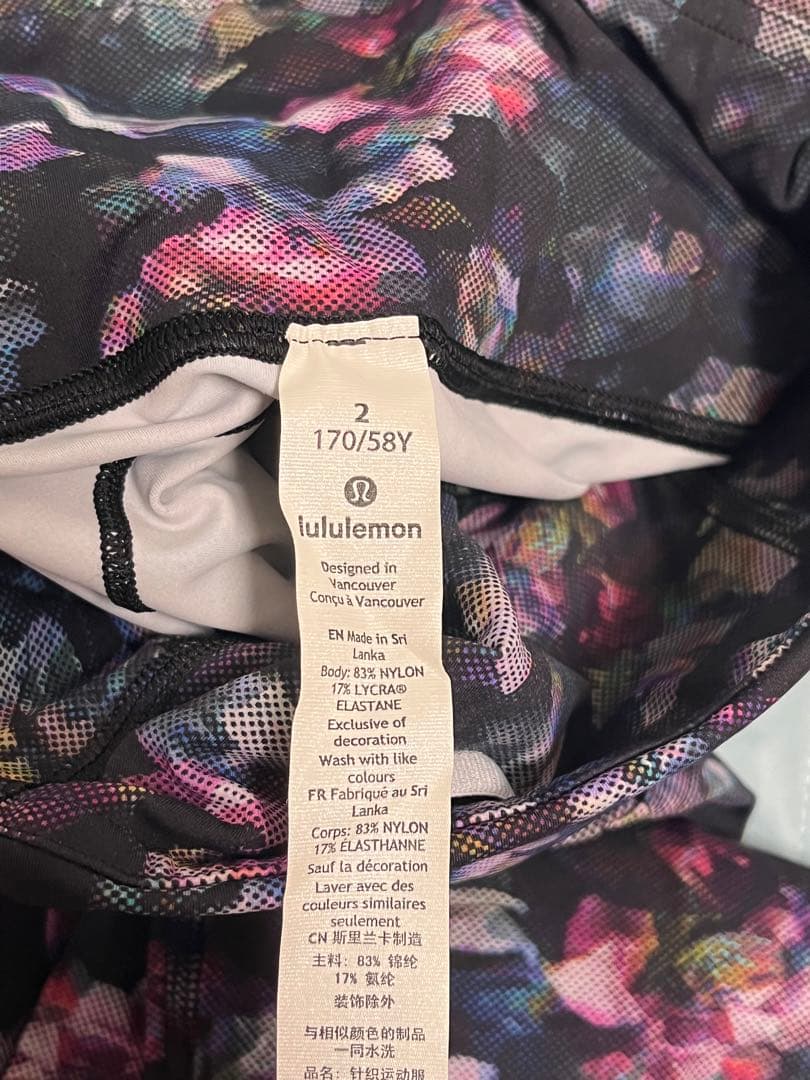 2
170/58Y
lululemon
Designed in
Vancouver
Conçu à Vancouver
EN Made in Sri
Lanka
Body: 83% NYLON
17% LYCRA®
ELASTANE
Exclusive of
decoration
Wash with like
colours
FR Fabriqué au Sri
Lanka
Corps: 83% NYLON
17% ÉLASTHANNE
Sauf la décoration
Laver avec des
couleurs similaires
seulement
CN 斯里兰卡制造
主料: 83% 锦纶
17% 氨纶
装饰除外
与相似颜色的制品
一同水洗
品名: 针织运动服